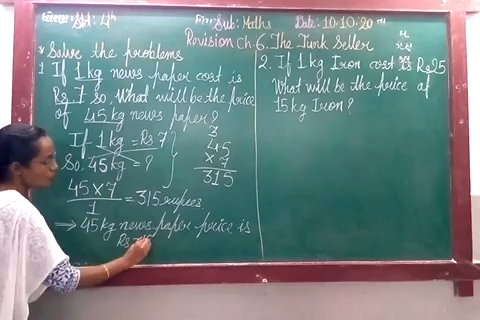 Std: 4th
Sub: Maths
Date: 10-10-20
Revision Ch-6. The Junk Seller
* Solve the problems
1 If 1 kg news paper cost is
Rs. 7 So, What will be the price
of 45 kg news paper?
If 1 kg = Rs 7
So, 45 kg = ?
3
45
x 7
315
45 x 7
1
= 315 rupees
⇒ 45 kg news paper price is
Rs
2. If 1 kg Iron cost is Rs 25
What will be the price of
15 kg Iron?